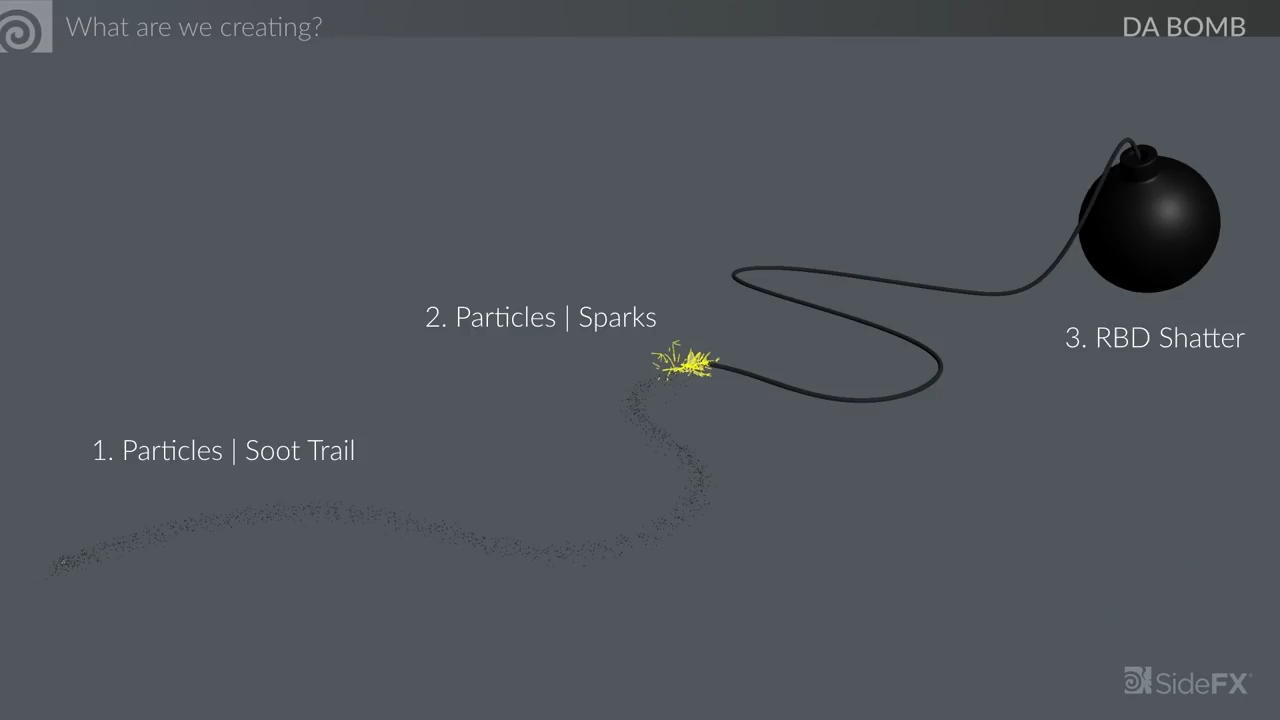 What are we creating?
DA BOMB
2. Particles | Sparks
3. RBD Shatter
1. Particles | Soot Trail
SideFX